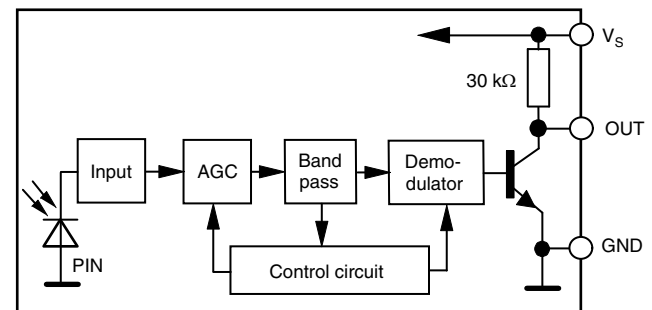 V_S
30 kΩ
OUT
Input
AGC
Band
pass
Demo-
dulator
GND
PIN
Control circuit